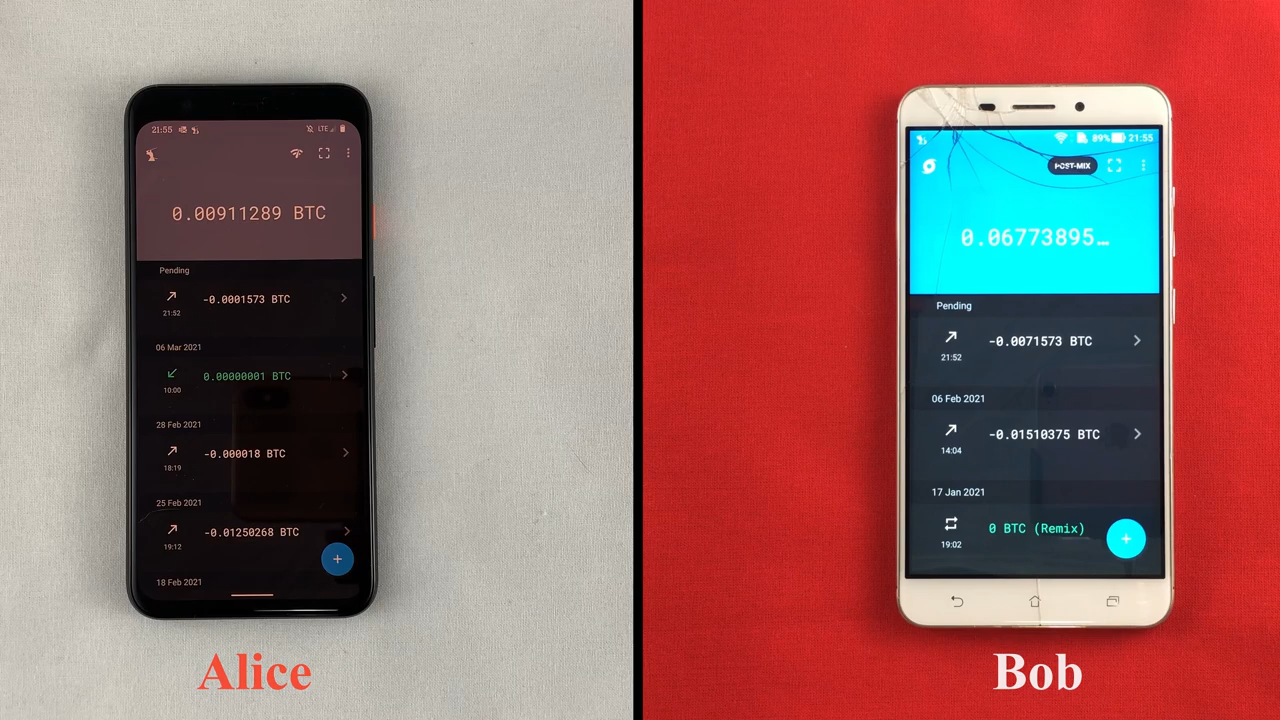 21:55 LTE
0.00911289 BTC
Pending
-0.0001573 BTC
21:52
06 Mar 2021
0.00000001 BTC
10:00
28 Feb 2021
-0.000018 BTC
18:19
25 Feb 2021
-0.01250268 BTC
19:12
+
18 Feb 2021
Alice
89% 21:55
POST-MIX
0.06773895…
Pending
-0.0071573 BTC
21:52
06 Feb 2021
-0.01510375 BTC
14:04
17 Jan 2021
0 BTC (Remix)
19:02
+
Bob